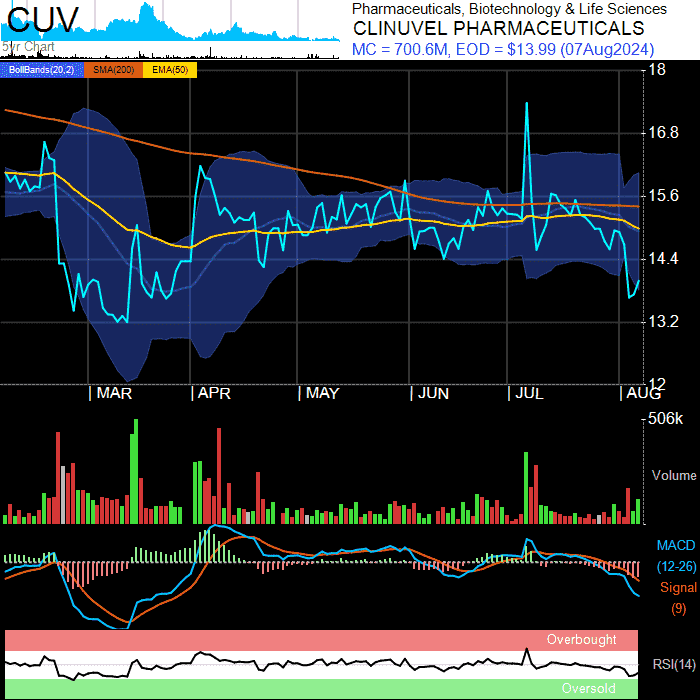 CUV
Pharmaceuticals, Biotechnology & Life Sciences
CLINUVEL PHARMACEUTICALS
MC = 700.6M, EOD = $13.99 (07Aug2024)
5yr Chart
BollBands(20,2) SMA(200) EMA(50)
18
16.8
15.6
14.4
13.2
12
MAR APR MAY JUN JUL AUG
506k
Volume
MACD
(12-26)
Signal
(9)
Overbought
RSI(14)
Oversold